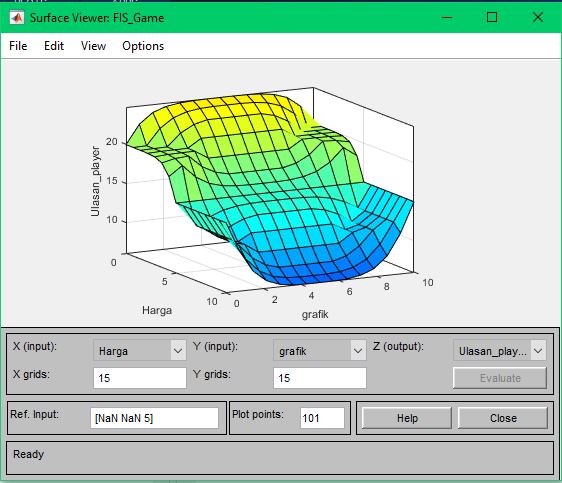 Surface Viewer: FIS_Game
File Edit View Options
20
15
10
Ulasan_player
0
5
10
Harga
0
2
4
6
8
10
grafik
X (input): Harga Y (input): grafik Z (output): Ulasan_play...
X grids: 15 Y grids: 15 Evaluate
Ref. Input: [NaN NaN 5] Plot points: 101 Help Close
Ready